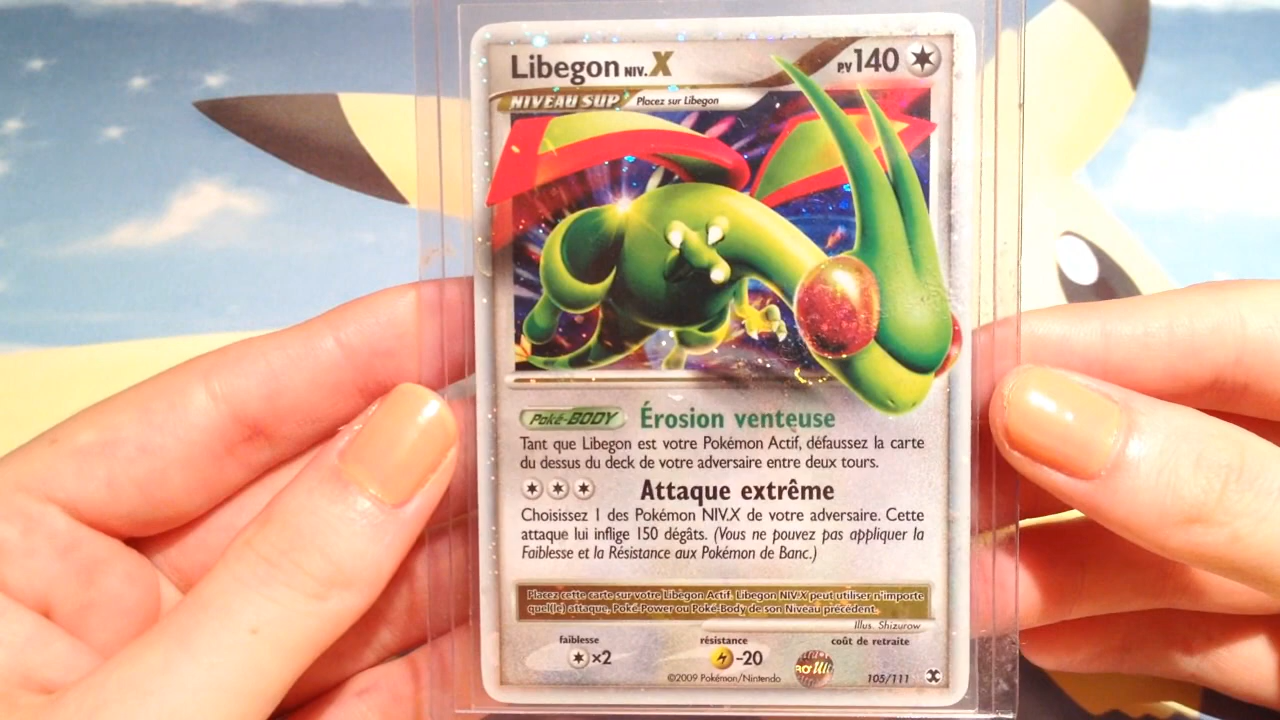 Libegon NIV.X
P.V 140
NIVEAU SUP Placez sur Libegon
Poké-BODY Érosion venteuse
Tant que Libegon est votre Pokémon Actif, défaussez la carte
du dessus du deck de votre adversaire entre deux tours.
Attaque extrême
Choisissez 1 des Pokémon NIV.X de votre adversaire. Cette
attaque lui inflige 150 dégâts. (Vous ne pouvez pas appliquer la
Faiblesse et la Résistance aux Pokémon de Banc.)
Placez cette carte sur votre Libegon Actif. Libegon NIV.X peut utiliser n'importe
quel(le) attaque, Poké-Power ou Poké-Body de son Niveau précédent.
Illus. Shizurow
faiblesse résistance coût de retraite
×2 -20
©2009 Pokémon/Nintendo 105/111